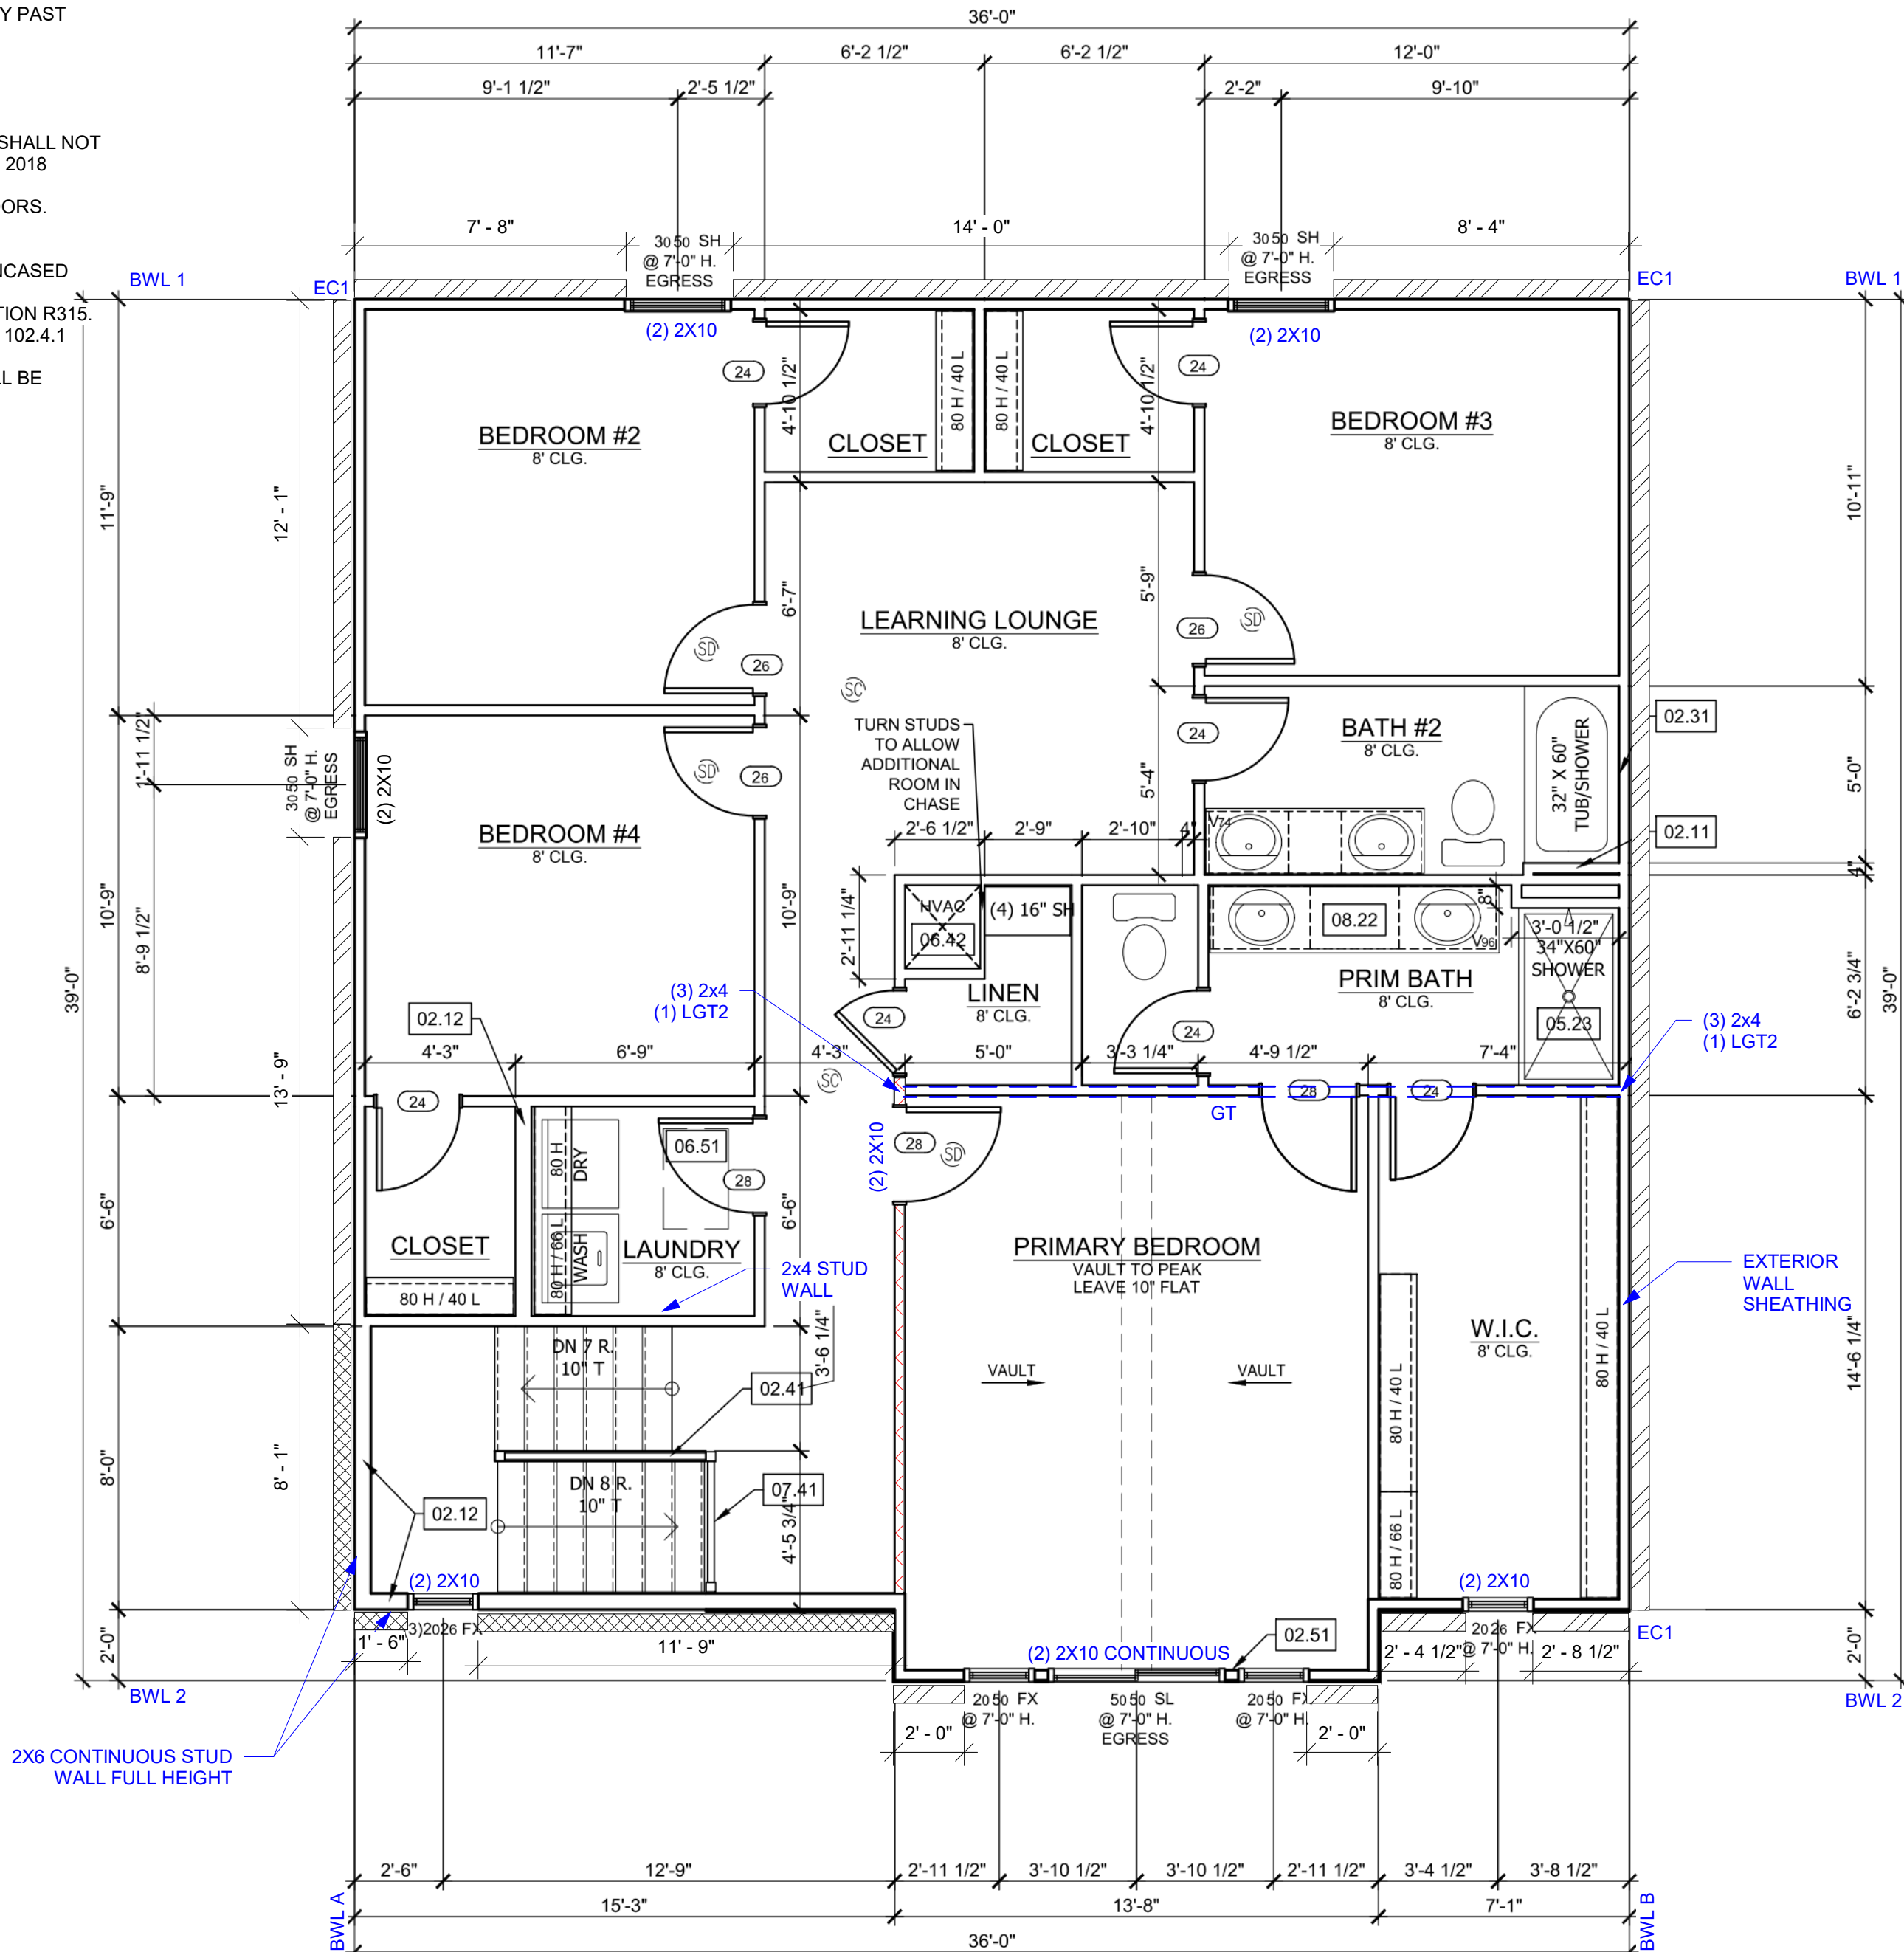 Y PAST
SHALL NOT
2018
ORS.
NCASED
TION R315.
102.4.1
LL BE
36'-0"
11'-7"
6'-2 1/2"
6'-2 1/2"
12'-0"
9'-1 1/2"
2'-5 1/2"
2'-2"
9'-10"
7' - 8"
14' - 0"
8' - 4"
3050 SH
@ 7'-0" H.
EGRESS
3050 SH
@ 7'-0" H.
EGRESS
BWL 1
EC1
EC1
BWL 1
(2) 2X10
(2) 2X10
24
24
4'-10 1/2"
4'-10 1/2"
80 H / 40 L
80 H / 40 L
BEDROOM #2
8' CLG.
CLOSET
CLOSET
BEDROOM #3
8' CLG.
11'-9"
12' - 1"
10'-11"
6'-7"
5'-9"
LEARNING LOUNGE
8' CLG.
SD
26
26
SD
SC
TURN STUDS
TO ALLOW
ADDITIONAL
ROOM IN
CHASE
24
BATH #2
8' CLG.
32" X 60"
TUB/SHOWER
02.31
1'-11 1/2"
3050 SH
@ 7'-0" H.
EGRESS
(2) 2X10
SD
26
5'-4"
5'-0"
BEDROOM #4
8' CLG.
2'-6 1/2"
2'-9"
2'-10"
4"
V74
02.11
4"
10'-9"
8'-9 1/2"
10'-9"
2'-11 1/4"
HVAC
06.42
(4) 16" SH
08.22
8"
V96
3'-0 1/2"
34"X60"
SHOWER
05.23
39'-0"
39'-0"
6'-2 3/4"
PRIM BATH
8' CLG.
LINEN
8' CLG.
(3) 2x4
(1) LGT2
(3) 2x4
(1) LGT2
02.12
24
24
4'-3"
6'-9"
4'-3"
5'-0"
3'-3 1/4"
4'-9 1/2"
7'-4"
SC
13' - 9"
24
28
24
GT
06.51
28
(2) 2X10
28
SD
80 H
DRY
80 H / 66 L
WASH
6'-6"
6'-6"
CLOSET
LAUNDRY
8' CLG.
80 H / 40 L
2x4 STUD
WALL
PRIMARY BEDROOM
VAULT TO PEAK
LEAVE 10" FLAT
EXTERIOR
WALL
SHEATHING
W.I.C.
8' CLG.
80 H / 40 L
80 H / 40 L
80 H / 66 L
14'-6 1/4"
DN 7 R.
10" T
3'-6 1/4"
02.41
VAULT
VAULT
8'-0"
8' - 1"
DN 8 R.
10" T
07.41
4'-5 3/4"
02.12
(2) 2X10
(2) 2X10
3)2026 FX
1' - 6"
11' - 9"
2'-0"
(2) 2X10 CONTINUOUS
02.51
2026 FX
@ 7'-0" H.
2' - 4 1/2"
2' - 8 1/2"
EC1
2'-0"
BWL 2
BWL 2
2050 FX
@ 7'-0" H.
5050 SL
@ 7'-0" H.
EGRESS
2050 FX
@ 7'-0" H.
2' - 0"
2' - 0"
2X6 CONTINUOUS STUD
WALL FULL HEIGHT
2'-6"
12'-9"
2'-11 1/2"
3'-10 1/2"
3'-10 1/2"
2'-11 1/2"
3'-4 1/2"
3'-8 1/2"
15'-3"
13'-8"
7'-1"
BWL A
BWL B
36'-0"